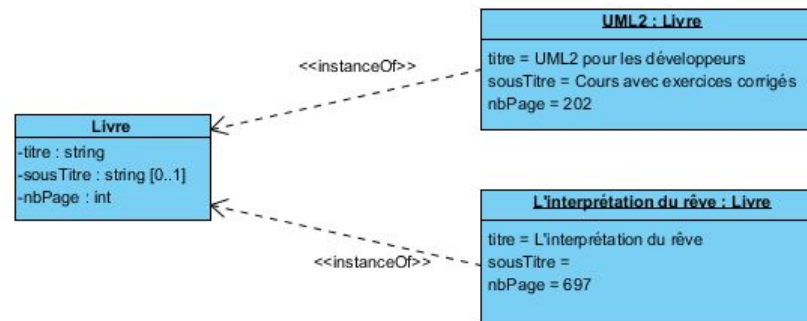 UML2 : Livre
titre = UML2 pour les développeurs
sousTitre = Cours avec exercices corrigés
nbPage = 202
<<instanceOf>>
Livre
-titre : string
-sousTitre : string [0..1]
-nbPage : int
L'interprétation du rêve : Livre
titre = L'interprétation du rêve
sousTitre =
nbPage = 697
<<instanceOf>>